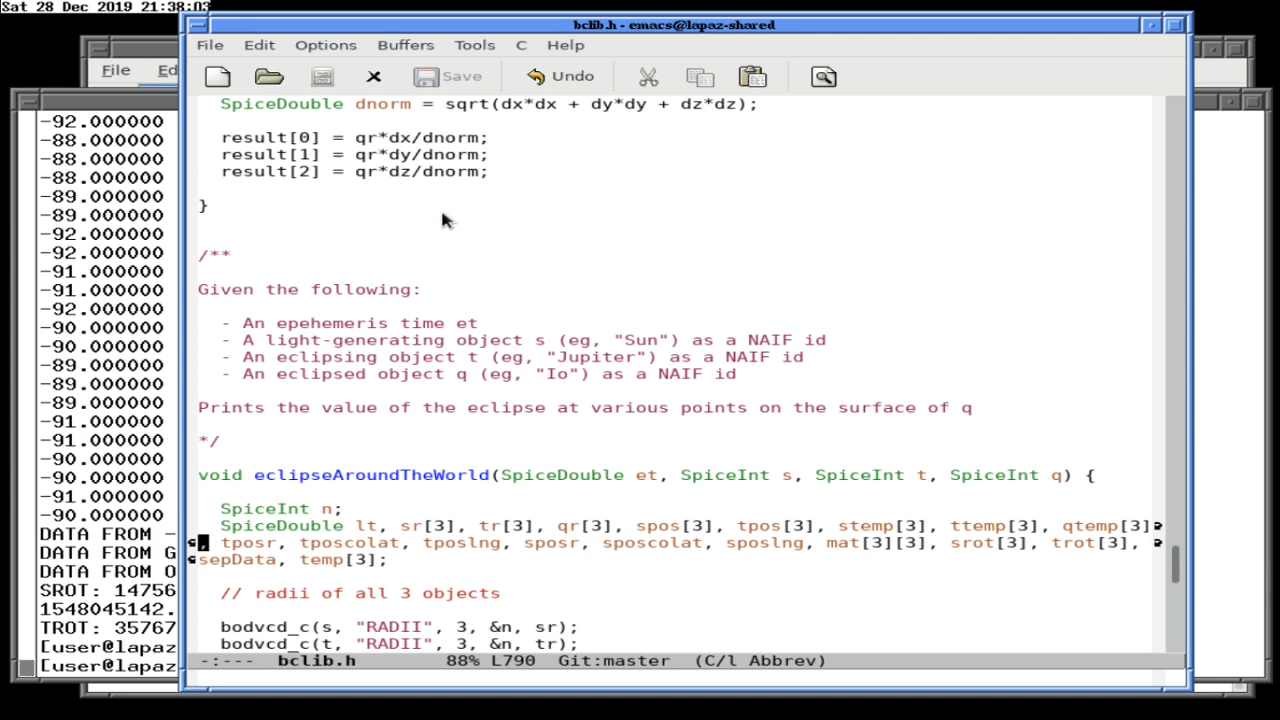 Sat 28 Dec 2019 21:38:03
bclib.h - emacs@lapaz-shared
File Ed
File Edit Options Buffers Tools C Help
Save Undo
-92.000000
-88.000000
-88.000000
-88.000000
-89.000000
-89.000000
-92.000000
-92.000000
-91.000000
-91.000000
-92.000000
-90.000000
-90.000000
-89.000000
-89.000000
-89.000000
-91.000000
-91.000000
-90.000000
-90.000000
-91.000000
-90.000000
DATA FROM -
DATA FROM G
DATA FROM O
SROT: 14756
1548045142.
TROT: 35767
[user@lapaz
[user@lapaz
SpiceDouble dnorm = sqrt(dx*dx + dy*dy + dz*dz);
result[0] = qr*dx/dnorm;
result[1] = qr*dy/dnorm;
result[2] = qr*dz/dnorm;
}
/**
Given the following:
- An epehemeris time et
- A light-generating object s (eg, "Sun") as a NAIF id
- An eclipsing object t (eg, "Jupiter") as a NAIF id
- An eclipsed object q (eg, "Io") as a NAIF id
Prints the value of the eclipse at various points on the surface of q
*/
void eclipseAroundTheWorld(SpiceDouble et, SpiceInt s, SpiceInt t, SpiceInt q) {
SpiceInt n;
SpiceDouble lt, sr[3], tr[3], qr[3], spos[3], tpos[3], stemp[3], ttemp[3], qtemp[3]
, tposr, tposcolat, tposlng, sposr, sposcolat, sposlng, mat[3][3], srot[3], trot[3],
sepData, temp[3];
// radii of all 3 objects
bodvcd_c(s, "RADII", 3, &n, sr);
bodvcd_c(t, "RADII", 3, &n, tr);
-:--- bclib.h 88% L790 Git:master (C/l Abbrev)